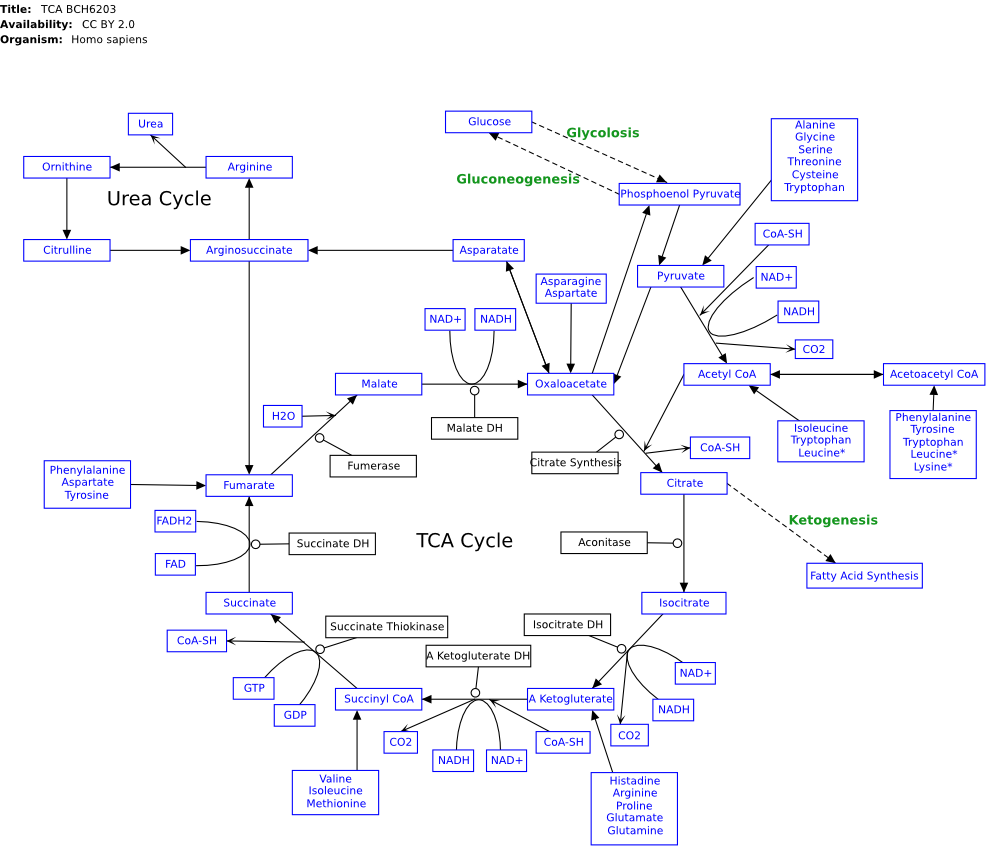 Title: TCA BCH6203
Availability: CC BY 2.0
Organism: Homo sapiens
Urea
Glucose
Glycolosis
Alanine
Glycine
Serine
Threonine
Cysteine
Tryptophan
Ornithine
Arginine
Gluconeogenesis
Phosphoenol Pyruvate
Urea Cycle
CoA-SH
Citrulline
Arginosuccinate
Asparatate
Pyruvate
NAD+
Asparagine
Aspartate
NAD+
NADH
NADH
CO2
Malate
Oxaloacetate
Acetyl CoA
Acetoacetyl CoA
H2O
Malate DH
Isoleucine
Tryptophan
Leucine*
Phenylalanine
Tyrosine
Tryptophan
Leucine*
Lysine*
CoA-SH
Fumerase
Citrate Synthesis
Phenylalanine
Aspartate
Tyrosine
Fumarate
Citrate
FADH2
Ketogenesis
Succinate DH
TCA Cycle
Aconitase
FAD
Fatty Acid Synthesis
Succinate
Isocitrate
CoA-SH
Succinate Thiokinase
Isocitrate DH
A Ketogluterate DH
NAD+
GTP
Succinyl CoA
A Ketogluterate
GDP
NADH
CO2
CoA-SH
CO2
NADH
NAD+
Valine
Isoleucine
Methionine
Histadine
Arginine
Proline
Glutamate
Glutamine